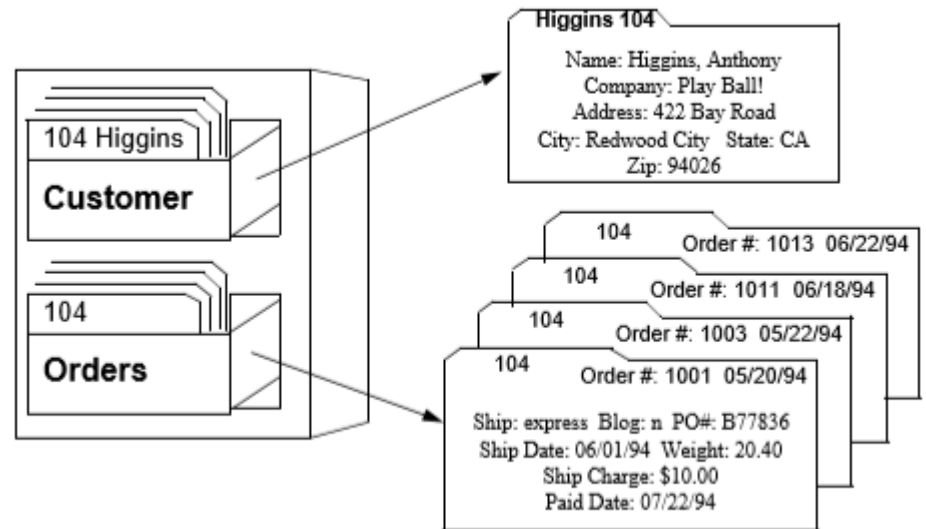 Higgins 104
Name: Higgins, Anthony
Company: Play Ball!
Address: 422 Bay Road
City: Redwood City State: CA
Zip: 94026
104 Higgins
Customer
104
Orders
104
Order #: 1013 06/22/94
104
Order #: 1011 06/18/94
104
Order #: 1003 05/22/94
104
Order #: 1001 05/20/94
Ship: express Blog: n PO#: B77836
Ship Date: 06/01/94 Weight: 20.40
Ship Charge: $10.00
Paid Date: 07/22/94